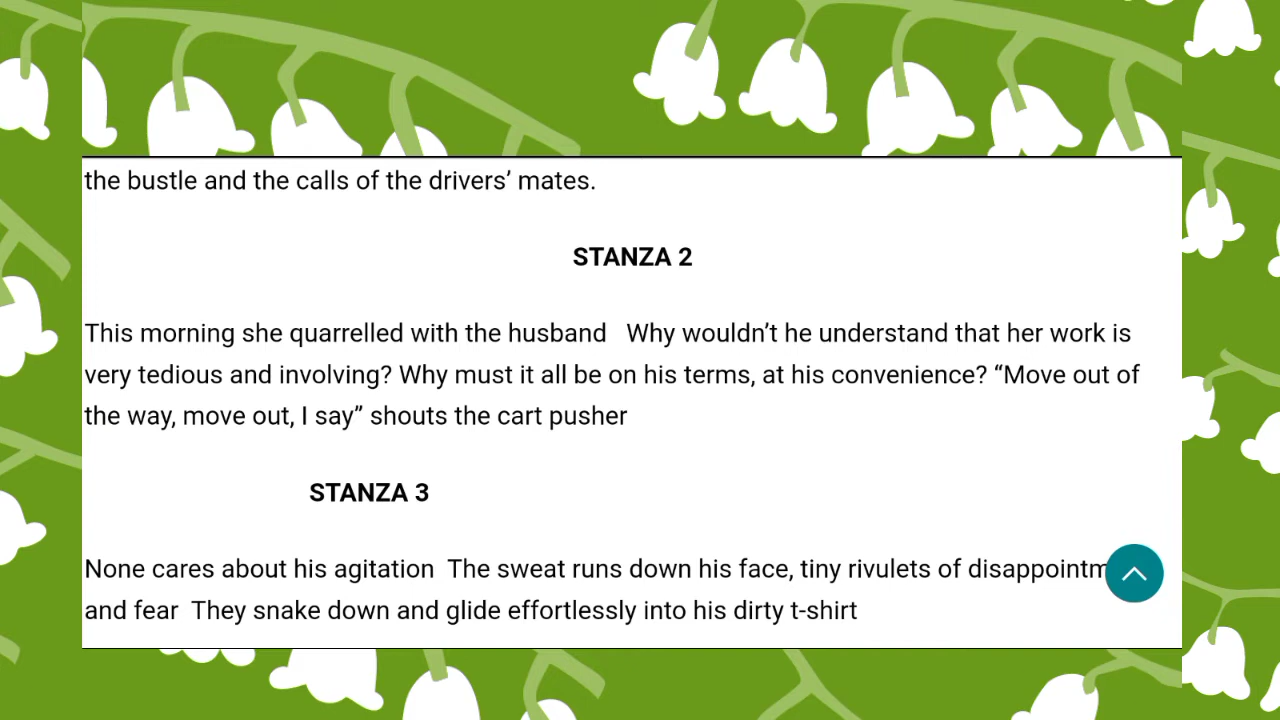 the bustle and the calls of the drivers’ mates.
STANZA 2
This morning she quarrelled with the husband   Why wouldn’t he understand that her work is
very tedious and involving? Why must it all be on his terms, at his convenience? “Move out of
the way, move out, I say” shouts the cart pusher
STANZA 3
None cares about his agitation  The sweat runs down his face, tiny rivulets of
and fear  They snake down and glide effortlessly into his dirty t-shirt